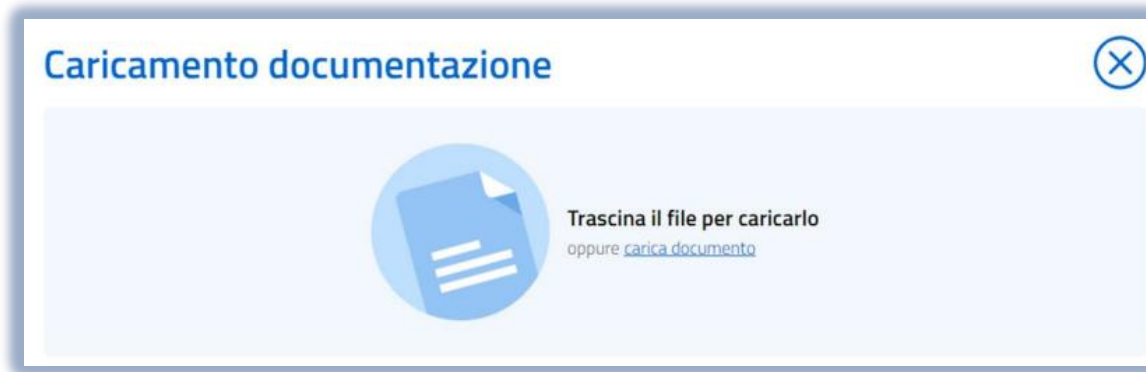 Caricamento documentazione
Trascina il file per caricarlo
oppure carica documento